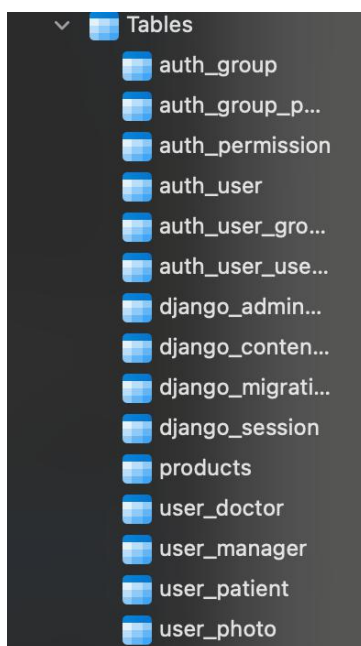 Tables
auth_group
auth_group_p...
auth_permission
auth_user
auth_user_gro...
auth_user_use...
django_admin...
django_conten...
django_migrati...
django_session
products
user_doctor
user_manager
user_patient
user_photo